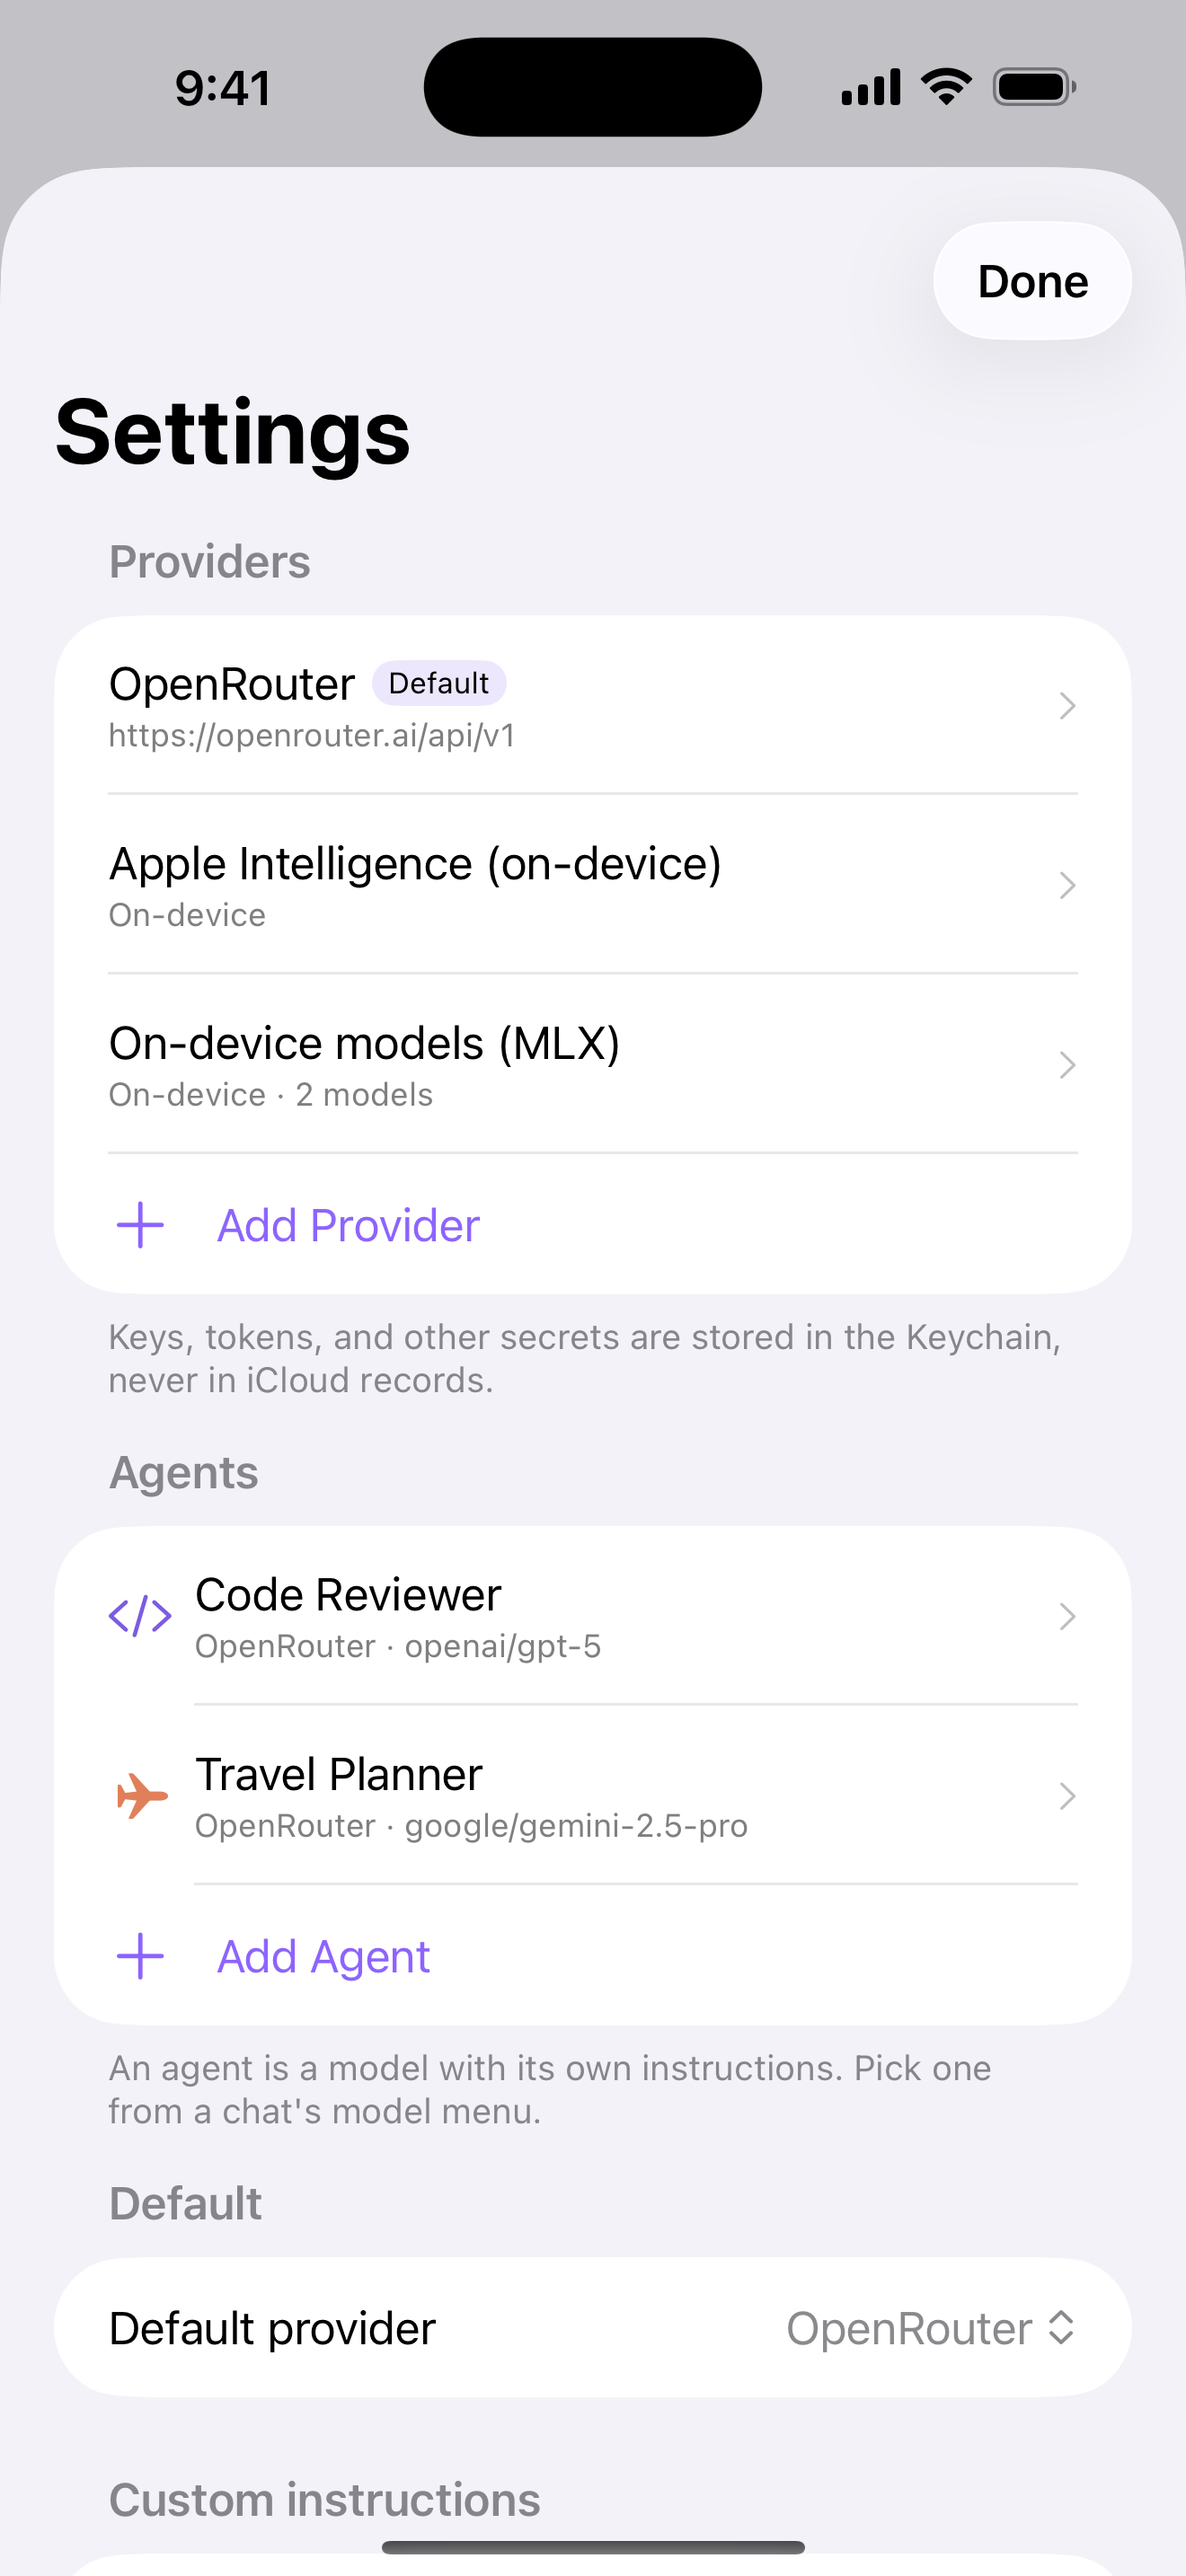 9:41
Done
Settings
Providers
OpenRouter Default
https://openrouter.ai/api/v1
Apple Intelligence (on-device)
On-device
On-device models (MLX)
On-device · 2 models
Add Provider
Keys, tokens, and other secrets are stored in the Keychain,
never in iCloud records.
Agents
Code Reviewer
OpenRouter · openai/gpt-5
Travel Planner
OpenRouter · google/gemini-2.5-pro
Add Agent
An agent is a model with its own instructions. Pick one
from a chat's model menu.
Default
Default provider OpenRouter
Custom instructions